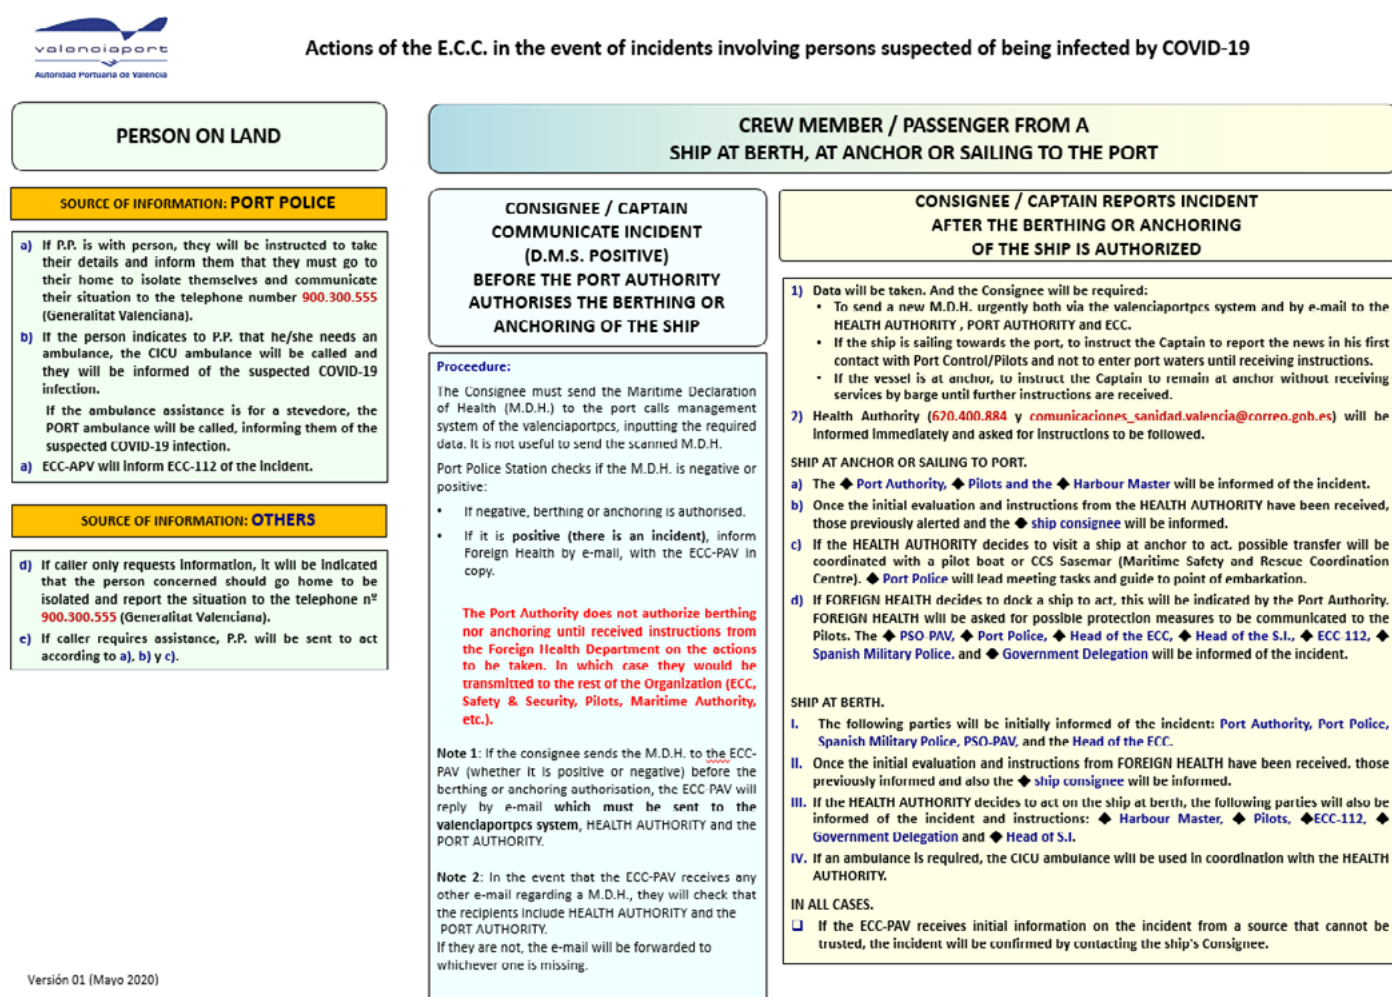 valenciaport
Autoridad Portuaria de Valencia
Actions of the E.C.C. in the event of incidents involving persons suspected of being infected by COVID-19
PERSON ON LAND
SOURCE OF INFORMATION: PORT POLICE
a) If P.P. is with person, they will be instructed to take
their details and inform them that they must go to
their home to isolate themselves and communicate
their situation to the telephone number 900.300.555
(Generalitat Valenciana).
b) If the person indicates to P.P. that he/she needs an
ambulance, the CICU ambulance will be called and
they will be informed of the suspected COVID-19
infection.
If the ambulance assistance is for a stevedore, the
PORT ambulance will be called, informing them of the
suspected COVID-19 infection.
a) ECC-APV will inform ECC-112 of the incident.
SOURCE OF INFORMATION: OTHERS
d) If caller only requests information, it will be indicated
that the person concerned should go home to be
isolated and report the situation to the telephone nº
900.300.555 (Generalitat Valenciana).
e) If caller requires assistance, P.P. will be sent to act
according to a), b) y c).
Versión 01 (Mayo 2020)
CREW MEMBER / PASSENGER FROM A
SHIP AT BERTH, AT ANCHOR OR SAILING TO THE PORT
CONSIGNEE / CAPTAIN
COMMUNICATE INCIDENT
(D.M.S. POSITIVE)
BEFORE THE PORT AUTHORITY
AUTHORISES THE BERTHING OR
ANCHORING OF THE SHIP
Proceedure:
The Consignee must send the Maritime Declaration
of Health (M.D.H.) to the port calls management
system of the valenciaportpcs, inputting the required
data. It is not useful to send the scanned M.D.H.
Port Police Station checks if the M.D.H. is negative or
positive:
• If negative, berthing or anchoring is authorised.
• If it is positive (there is an incident), inform
Foreign Health by e-mail, with the ECC-PAV in
copy.
The Port Authority does not authorize berthing
nor anchoring until received instructions from
the Foreign Health Department on the actions
to be taken. In which case they would be
transmitted to the rest of the Organization (ECC,
Safety & Security, Pilots, Maritime Authority,
etc.).
Note 1: If the consignee sends the M.D.H. to the ECC-
PAV (whether it is positive or negative) before the
berthing or anchoring authorisation, the ECC-PAV will
reply by e-mail which must be sent to the
valenciaportpcs system, HEALTH AUTHORITY and the
PORT AUTHORITY.
Note 2: In the event that the ECC-PAV receives any
other e-mail regarding a M.D.H., they will check that
the recipients include HEALTH AUTHORITY and the
PORT AUTHORITY.
If they are not, the e-mail will be forwarded to
whichever one is missing.
CONSIGNEE / CAPTAIN REPORTS INCIDENT
AFTER THE BERTHING OR ANCHORING
OF THE SHIP IS AUTHORIZED
1) Data will be taken. And the Consignee will be required:
• To send a new M.D.H. urgently both via the valenciaportpcs system and by e-mail to the
HEALTH AUTHORITY , PORT AUTHORITY and ECC.
• If the ship is sailing towards the port, to instruct the Captain to report the news in his first
contact with Port Control/Pilots and not to enter port waters until receiving instructions.
• If the vessel is at anchor, to instruct the Captain to remain at anchor without receiving
services by barge until further instructions are received.
2) Health Authority (620.400.884 y comunicaciones_sanidad.valencia@correo.gob.es) will be
informed immediately and asked for instructions to be followed.
SHIP AT ANCHOR OR SAILING TO PORT.
a) The ◆ Port Authority, ◆ Pilots and the ◆ Harbour Master will be informed of the incident.
b) Once the initial evaluation and instructions from the HEALTH AUTHORITY have been received,
those previously alerted and the ◆ ship consignee will be informed.
c) If the HEALTH AUTHORITY decides to visit a ship at anchor to act, possible transfer will be
coordinated with a pilot boat or CCS Sasemar (Maritime Safety and Rescue Coordination
Centre). ◆ Port Police will lead meeting tasks and guide to point of embarkation.
d) If FOREIGN HEALTH decides to dock a ship to act, this will be indicated by the Port Authority.
FOREIGN HEALTH will be asked for possible protection measures to be communicated to the
Pilots. The ◆ PSO-PAV, ◆ Port Police, ◆ Head of the ECC, ◆ Head of the S.I., ◆ ECC-112, ◆
Spanish Military Police, and ◆ Government Delegation will be informed of the incident.
SHIP AT BERTH.
I. The following parties will be initially informed of the incident: Port Authority, Port Police,
Spanish Military Police, PSO-PAV, and the Head of the ECC.
II. Once the initial evaluation and instructions from FOREIGN HEALTH have been received, those
previously informed and also the ◆ ship consignee will be informed.
III. If the HEALTH AUTHORITY decides to act on the ship at berth, the following parties will also be
informed of the incident and instructions: ◆ Harbour Master, ◆ Pilots, ◆ECC-112, ◆
Government Delegation and ◆ Head of S.I.
IV. If an ambulance is required, the CICU ambulance will be used in coordination with the HEALTH
AUTHORITY.
IN ALL CASES.
❑ If the ECC-PAV receives initial information on the incident from a source that cannot be
trusted, the incident will be confirmed by contacting the ship's Consignee.